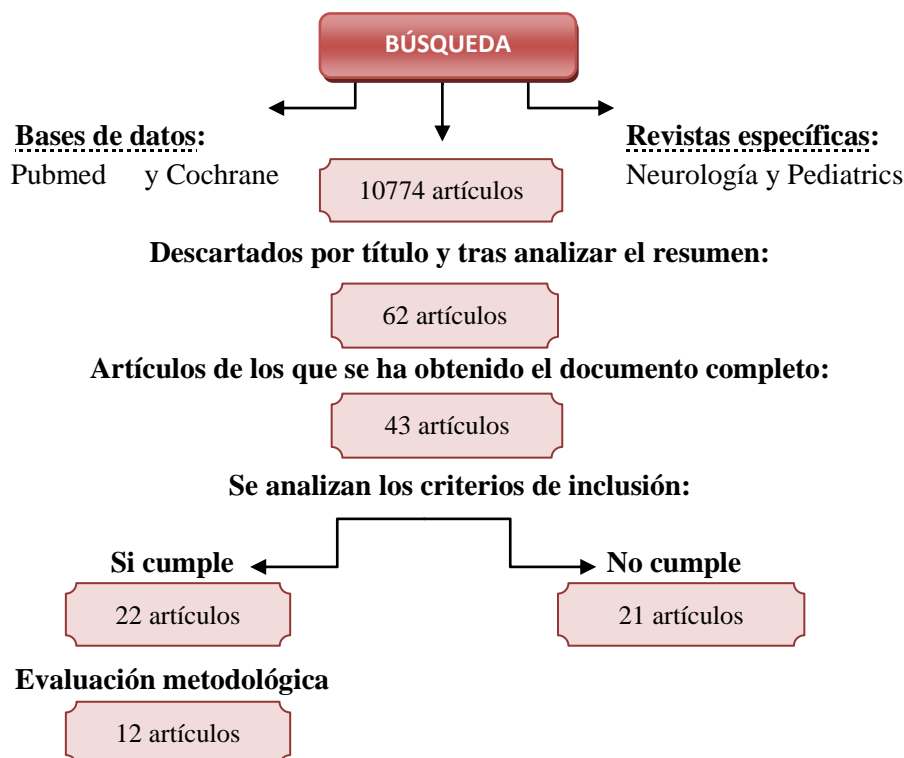 BÚSQUEDA
Bases de datos:
Pubmed y Cochrane
Revistas específicas:
Neurología y Pediatrics
10774 artículos
Descartados por título y tras analizar el resumen:
62 artículos
Artículos de los que se ha obtenido el documento completo:
43 artículos
Se analizan los criterios de inclusión:
Si cumple
No cumple
22 artículos
21 artículos
Evaluación metodológica
12 artículos